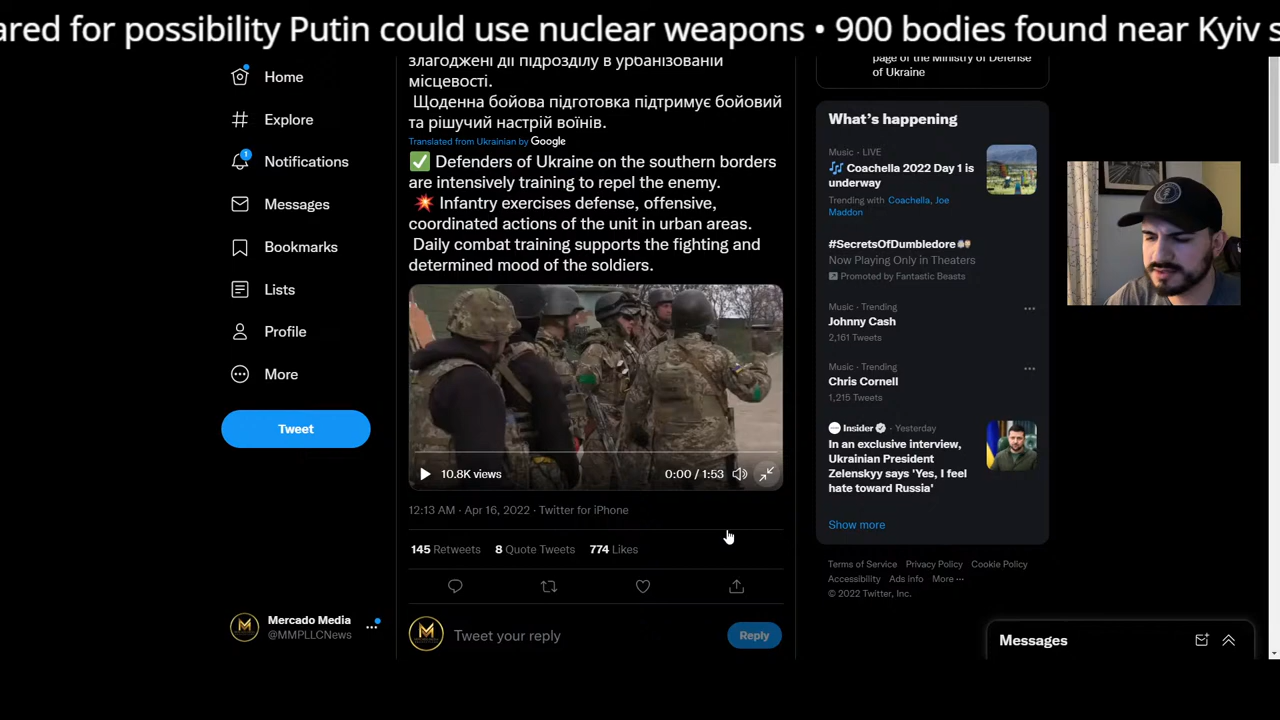 ared for possibility Putin could use nuclear weapons • 900 bodies found near Kyiv s
Home
Explore
1
Notifications
Messages
Bookmarks
Lists
Profile
More
Tweet
Mercado Media
@MMPLLCNews
злагоджені дії підрозділу в урбанізованій
місцевості.
Щоденна бойова підготовка підтримує бойовий
та рішучий настрій воїнів.
Translated from Ukrainian by Google
✅ Defenders of Ukraine on the southern borders
are intensively training to repel the enemy.
💥 Infantry exercises defense, offensive,
coordinated actions of the unit in urban areas.
Daily combat training supports the fighting and
determined mood of the soldiers.
10.8K views
0:00 / 1:53
12:13 AM · Apr 16, 2022 · Twitter for iPhone
145 Retweets 8 Quote Tweets 774 Likes
Tweet your reply
Reply
page of the Ministry of Defense
of Ukraine
What's happening
Music · LIVE
🎶 Coachella 2022 Day 1 is
underway
Trending with Coachella, Joe
Maddon
#SecretsOfDumbledore
Now Playing Only in Theaters
Promoted by Fantastic Beasts
Music · Trending
Johnny Cash
2,161 Tweets
Music · Trending
Chris Cornell
1,215 Tweets
Insider · Yesterday
In an exclusive interview,
Ukrainian President
Zelenskyy says 'Yes, I feel
hate toward Russia'
Show more
Terms of Service Privacy Policy Cookie Policy
Accessibility Ads info More ···
© 2022 Twitter, Inc.
Messages